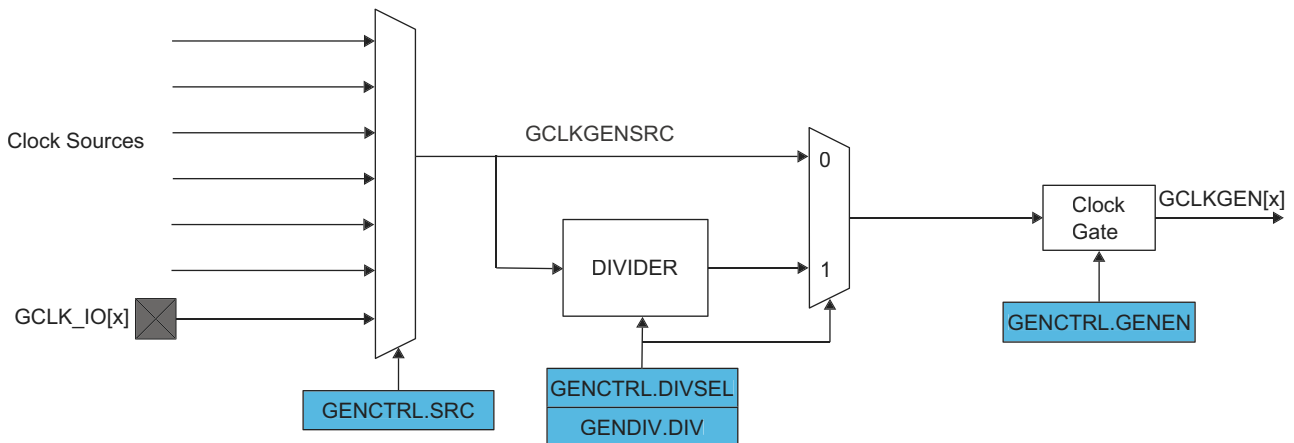 Clock Sources
GCLK_IO[x]
GENCTRL.SRC
GCLKGENSRC
DIVIDER
GENCTRL.DIVSEL
GENDIV.DIV
0
1
Clock
Gate
GENCTRL.GENEN
GCLKGEN[x]